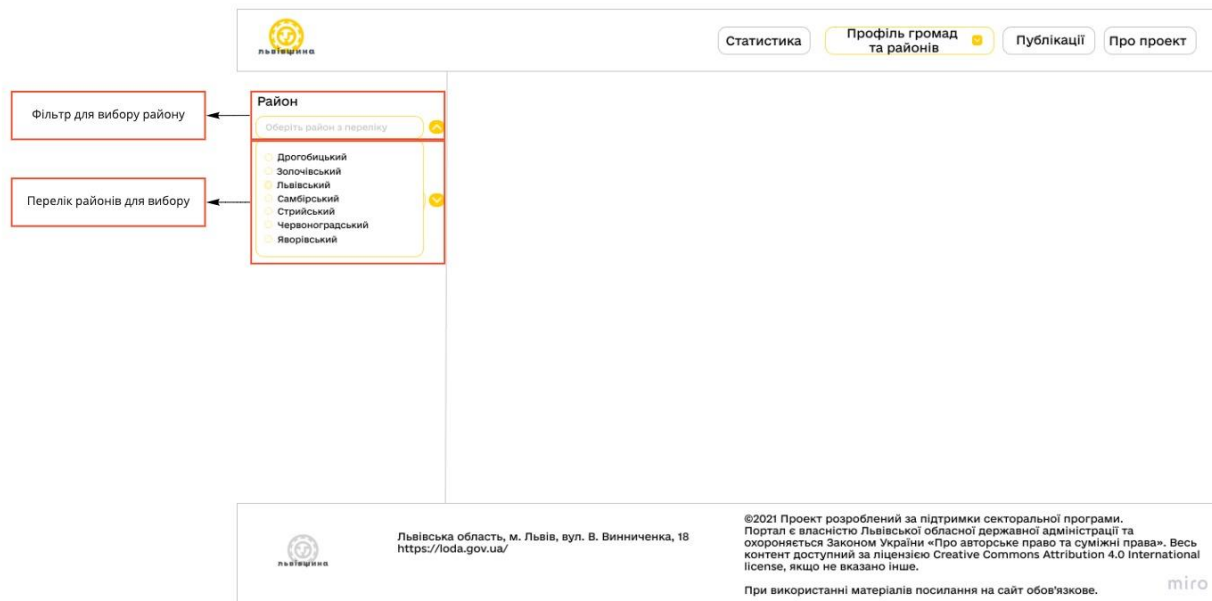 львівщина
Статистика
Профіль громад
та районів
Публікації
Про проект
Район
Фільтр для вибору району
Оберіть район з переліку
Дрогобицький
Золочівський
Львівський
Перелік районів для вибору
Самбірський
Стрийський
Червоноградський
Яворівський
львівщина
Львівська область, м. Львів, вул. В. Винниченка, 18
https://loda.gov.ua/
©2021 Проект розроблений за підтримки секторальної програми.
Портал є власністю Львівської обласної державної адміністрації та
охороняється Законом України «Про авторське право та суміжні права». Весь
контент доступний за ліцензією Creative Commons Attribution 4.0 International
license, якщо не вказано інше.
При використанні матеріалів посилання на сайт обов'язкове.
miro